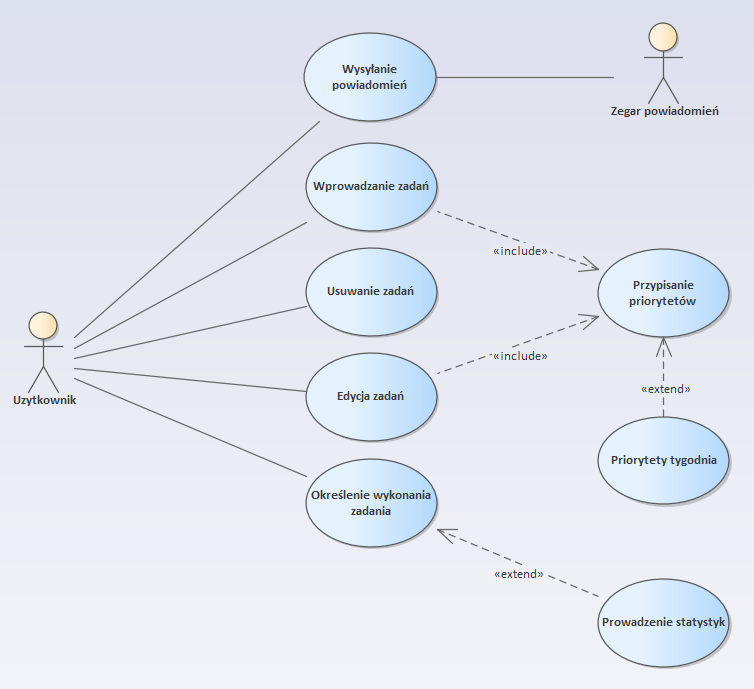 Wysyłanie
powiadomień
Zegar powiadomień
Wprowadzanie zadań
«include»
Usuwanie zadań
Przypisanie
priorytetów
«include»
Użytkownik
Edycja zadań
«extend»
Priorytety tygodnia
Określenie wykonania
zadania
«extend»
Prowadzenie statystyk